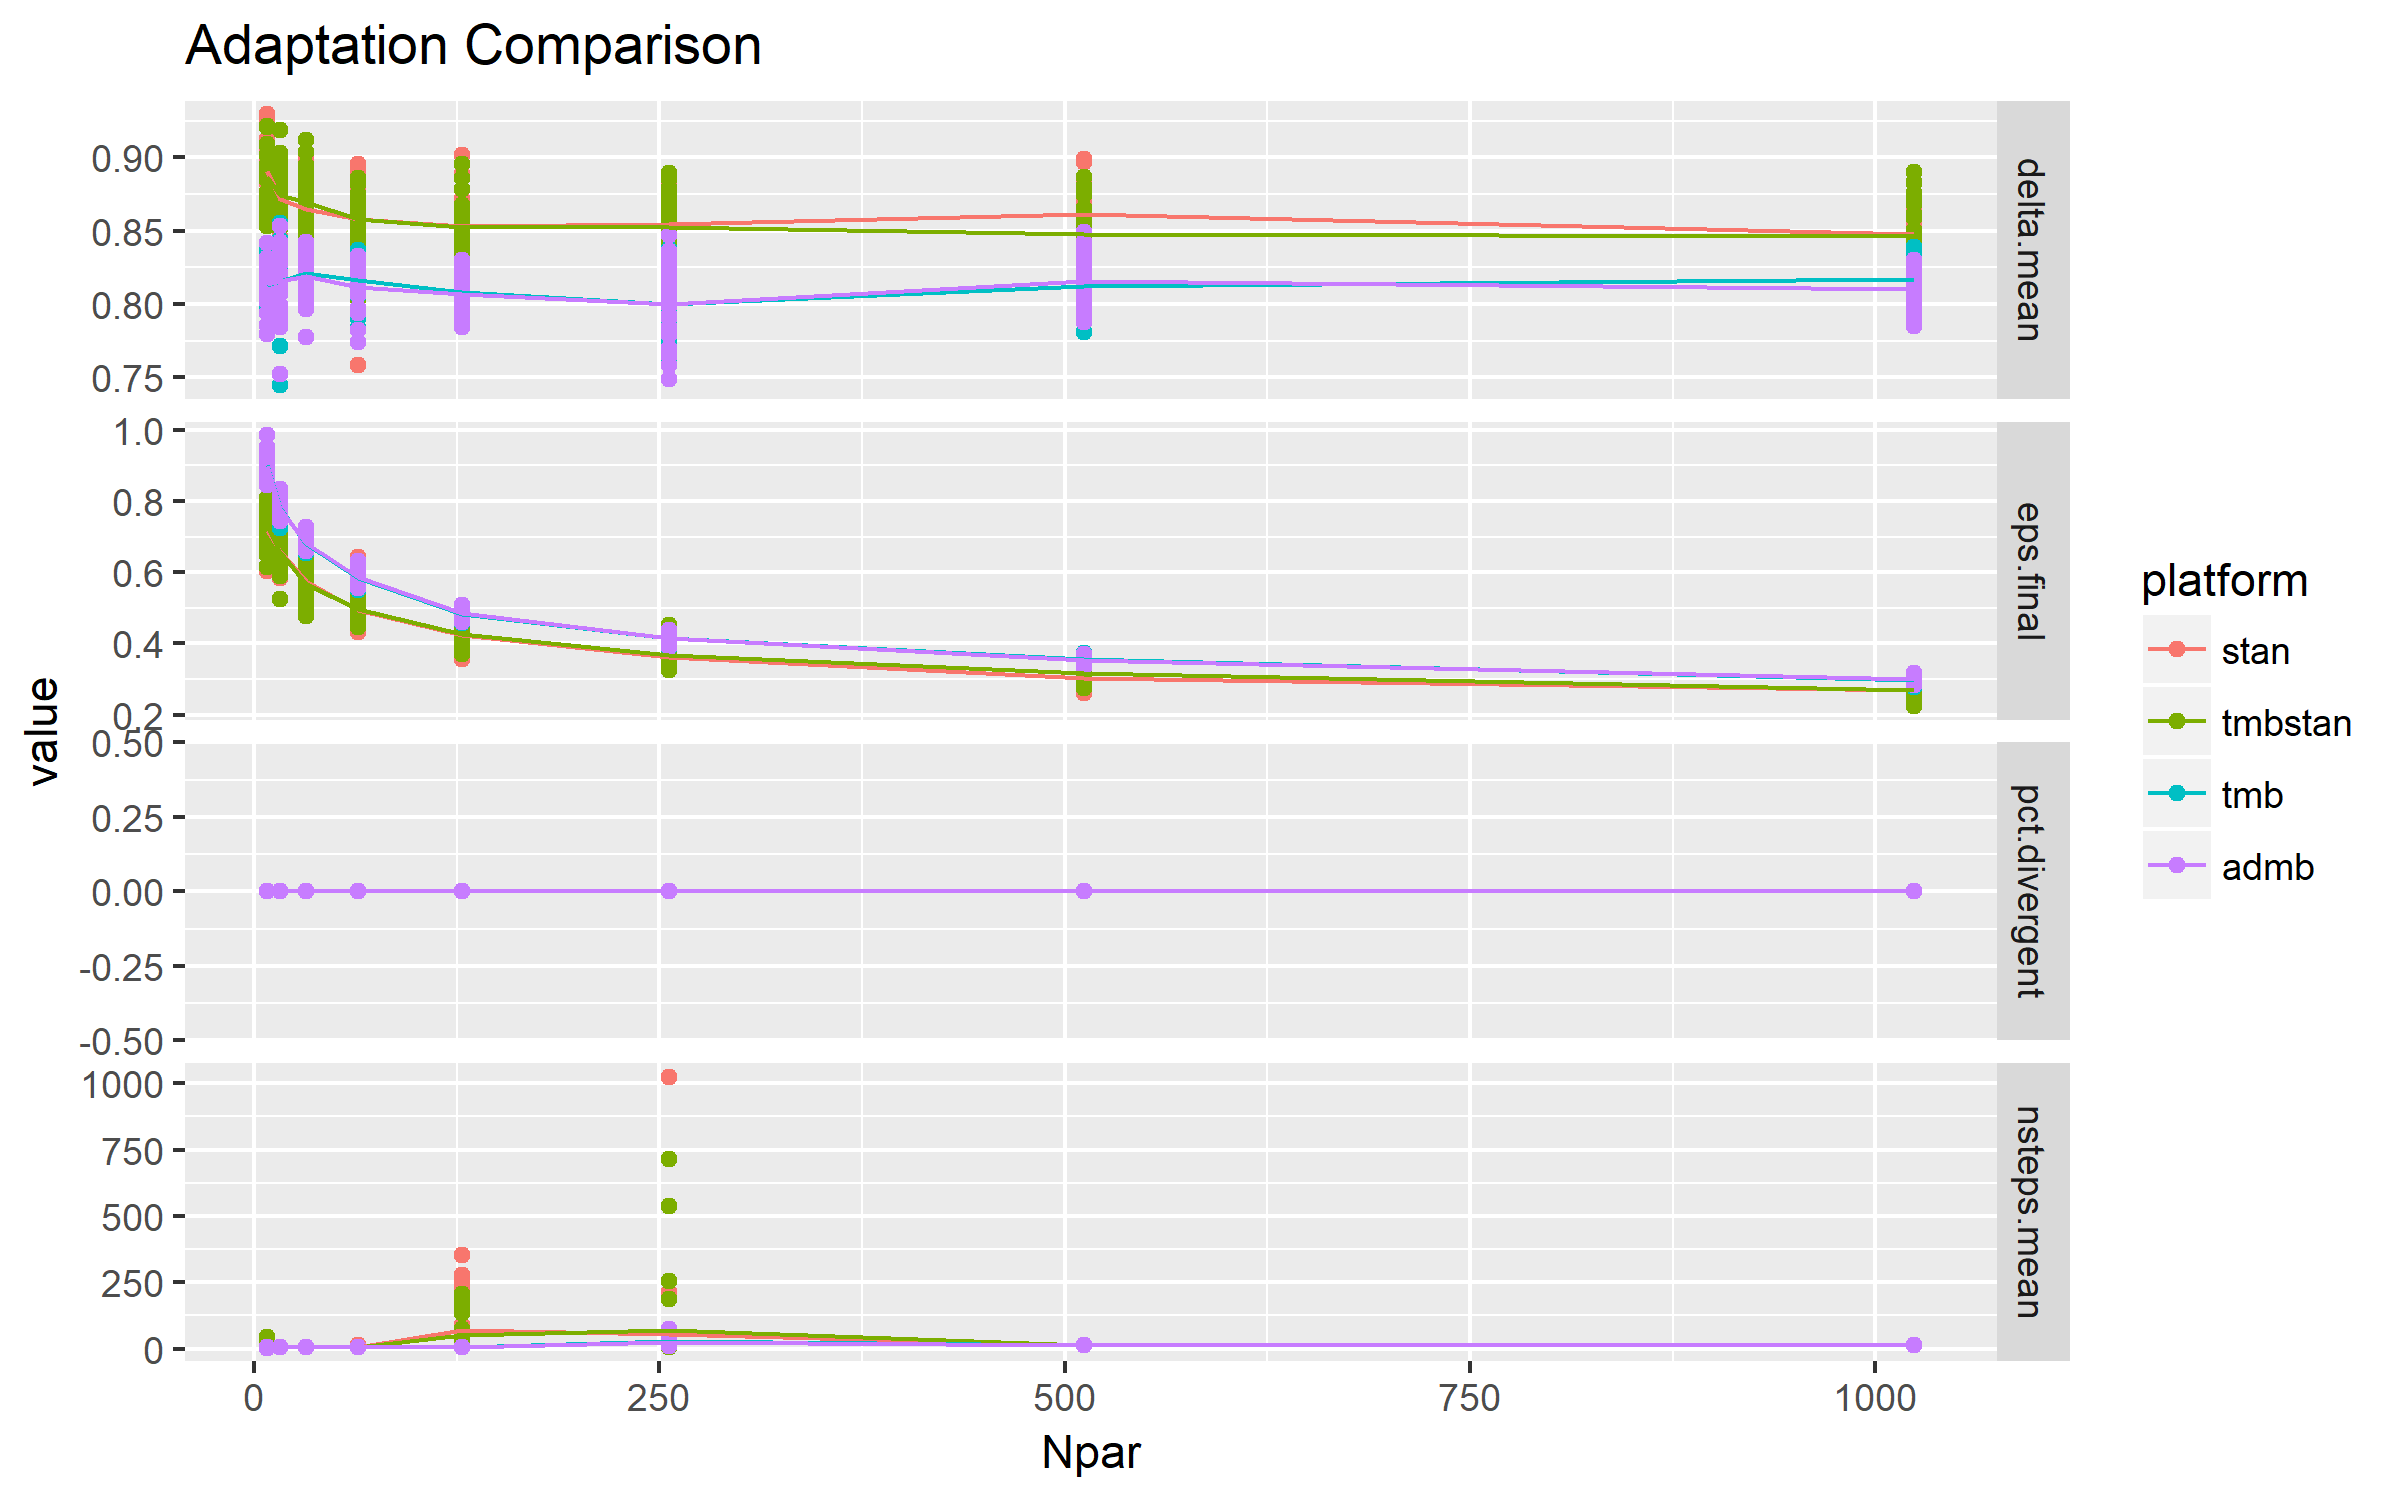 Adaptation Comparison
value
0.90
0.85
0.80
0.75
delta.mean
1.0
0.8
0.6
0.4
0.2
eps.final
0.50
0.25
0.00
-0.25
-0.50
pct.divergent
1000
750
500
250
0
nsteps.mean
0 250 500 750 1000
Npar
platform
stan
tmbstan
tmb
admb